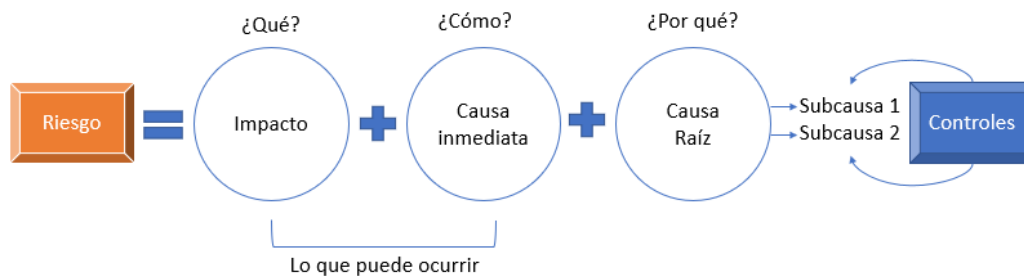 ¿Qué?
¿Cómo?
¿Por qué?
Riesgo
Impacto
Causa
inmediata
Causa
Raíz
Subcausa 1
Subcausa 2
Controles
Lo que puede ocurrir